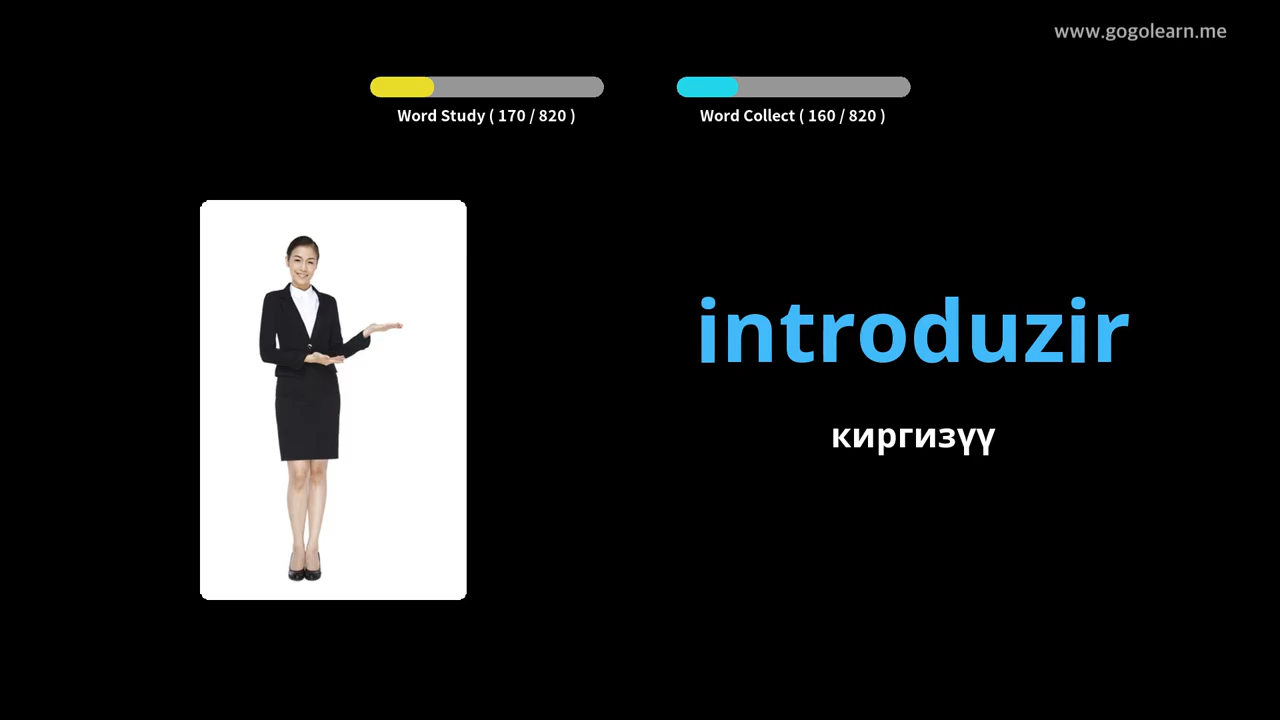 www.gogolearn.me
Word Study ( 170 / 820 )
Word Collect ( 160 / 820 )
introduzir
киргизүү